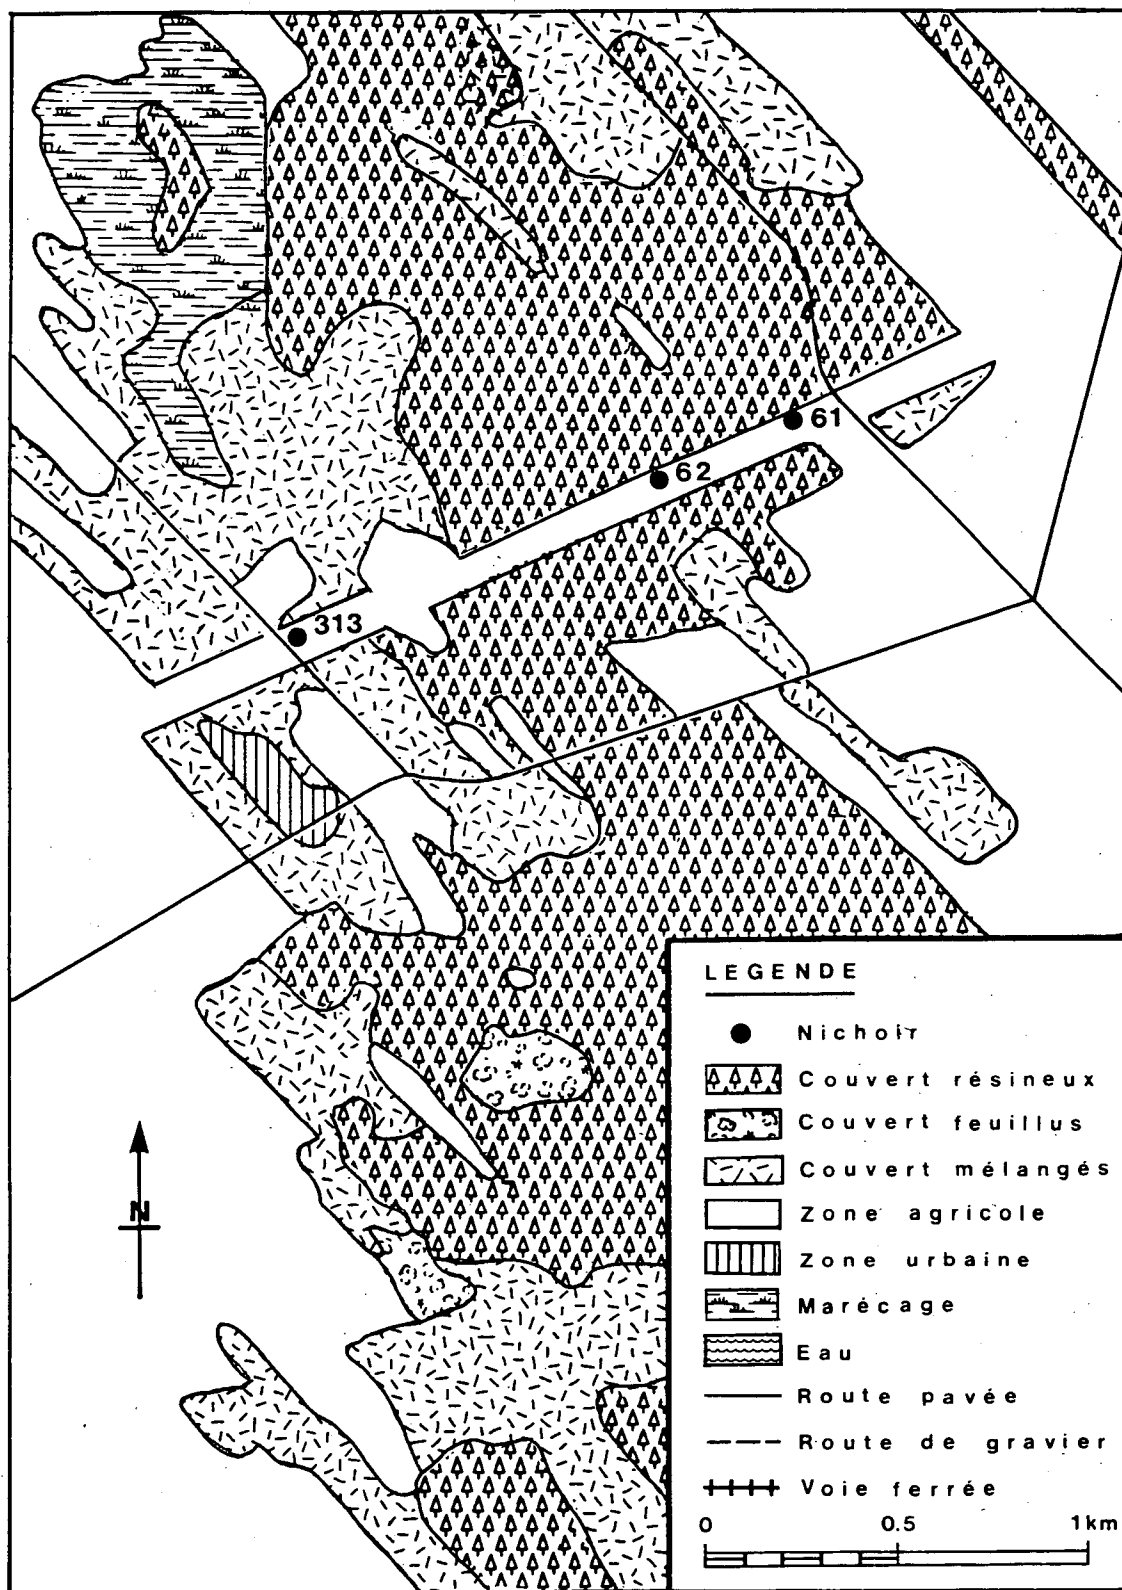 61
62
313
N
LEGENDE
Nichoir
Couvert résineux
Couvert feuillus
Couvert mélangés
Zone agricole
Zone urbaine
Marécage
Eau
Route pavée
Route de gravier
Voie ferrée
0 0.5 1km